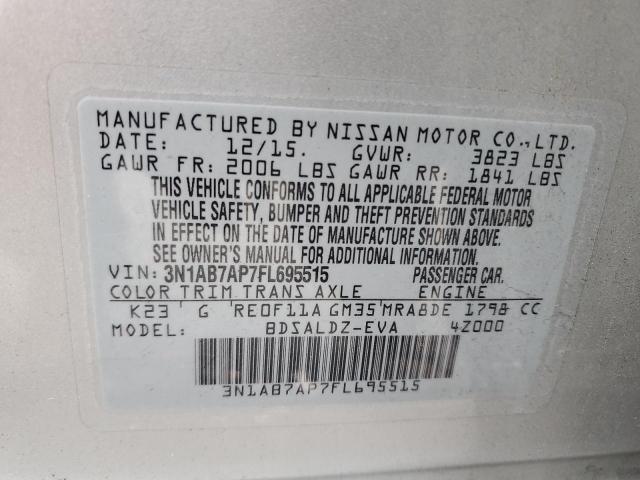 MANUFACTURED BY NISSAN MOTOR CO., LTD.
DATE: 12/15. GVWR: 3823 LBS
GAWR FR: 2006 LBS GAWR RR: 1841 LBS
THIS VEHICLE CONFORMS TO ALL APPLICABLE FEDERAL MOTOR
VEHICLE SAFETY, BUMPER AND THEFT PREVENTION STANDARDS
IN EFFECT ON THE DATE OF MANUFACTURE SHOWN ABOVE.
SEE OWNER'S MANUAL FOR ADDITIONAL INFORMATION.
VIN: 3N1AB7AP7FL695515 PASSENGER CAR.
COLOR TRIM TRANS AXLE ENGINE
K23 G RE0F11A GM35 MRA8DE 1798 CC
MODEL: BDSALDZ-EVA 4Z000
3N1AB7AP7FL695515